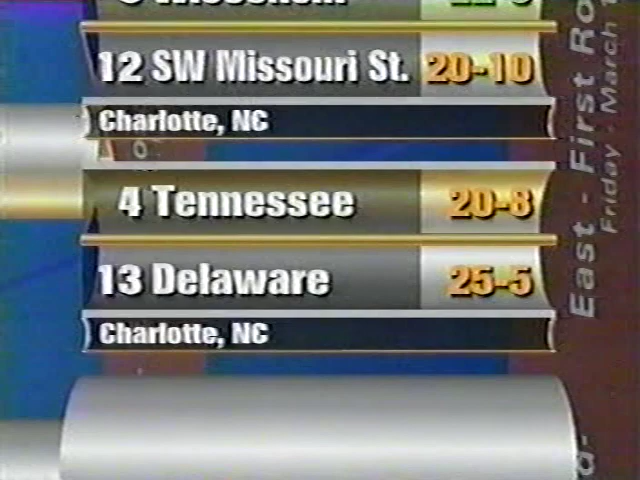 12 SW Missouri St. 20-10
Charlotte, NC
4 Tennessee 20-8
13 Delaware 25-5
Charlotte, NC
East - First Ro
Friday - March 1